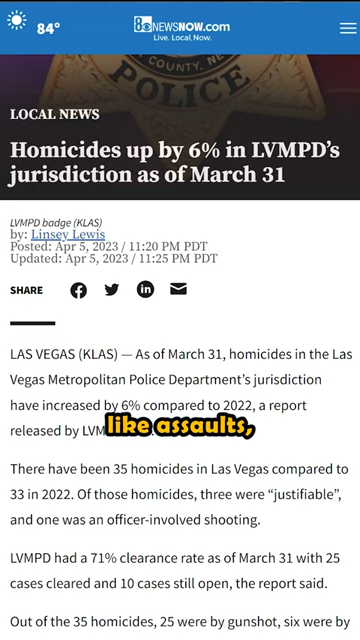 84°
8 NEWSNOW.com
Live. Local Now.
COUNTY, NEV
POLICE
LOCAL NEWS
Homicides up by 6% in LVMPD's
jurisdiction as of March 31
LVMPD badge (KLAS)
by: Linsey Lewis
Posted: Apr 5, 2023 / 11:20 PM PDT
Updated: Apr 5, 2023 / 11:25 PM PDT
SHARE
LAS VEGAS (KLAS) — As of March 31, homicides in the Las
Vegas Metropolitan Police Department's jurisdiction
have increased by 6% compared to 2022, a report
released by LVM
like assaults,
There have been 35 homicides in Las Vegas compared to
33 in 2022. Of those homicides, three were “justifiable”,
and one was an officer-involved shooting.
LVMPD had a 71% clearance rate as of March 31 with 25
cases cleared and 10 cases still open, the report said.
Out of the 35 homicides, 25 were by gunshot, six were by